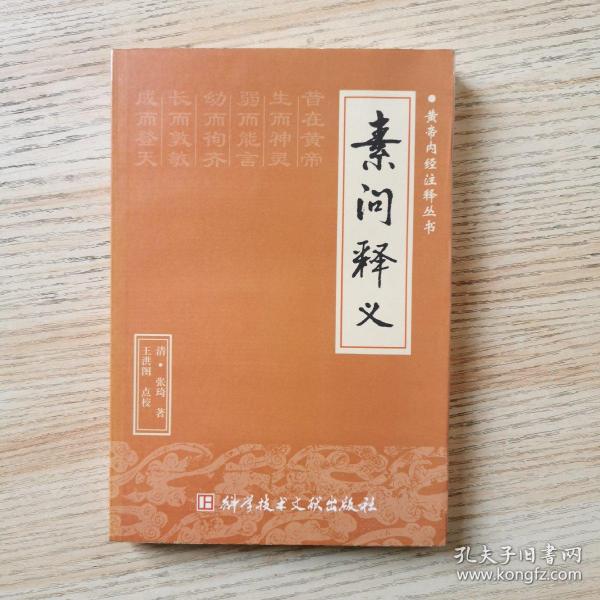 昔在黄帝
生而神灵
弱而能言
幼而徇齐
长而敦敏
成而登天
素问释义
·黄帝内经注释丛书
清·张琦 著
王洪图 点校
科学技术文献出版社
孔夫子旧书网
www.kongfz.com